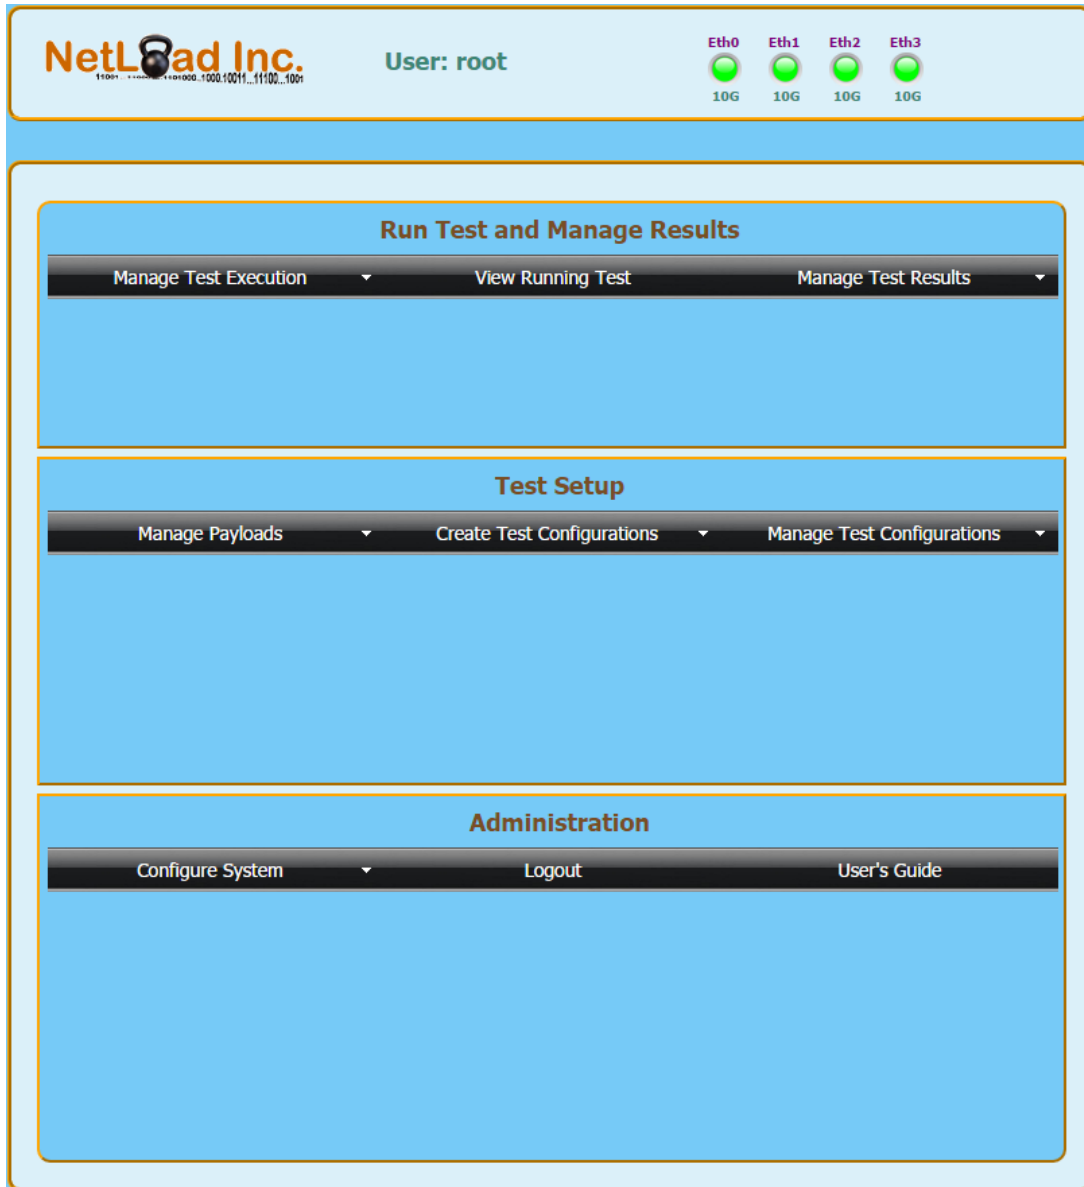 NetLoad Inc.
User: root
Eth0 Eth1 Eth2 Eth3
10G 10G 10G 10G
Run Test and Manage Results
Manage Test Execution View Running Test Manage Test Results
Test Setup
Manage Payloads Create Test Configurations Manage Test Configurations
Administration
Configure System Logout User's Guide